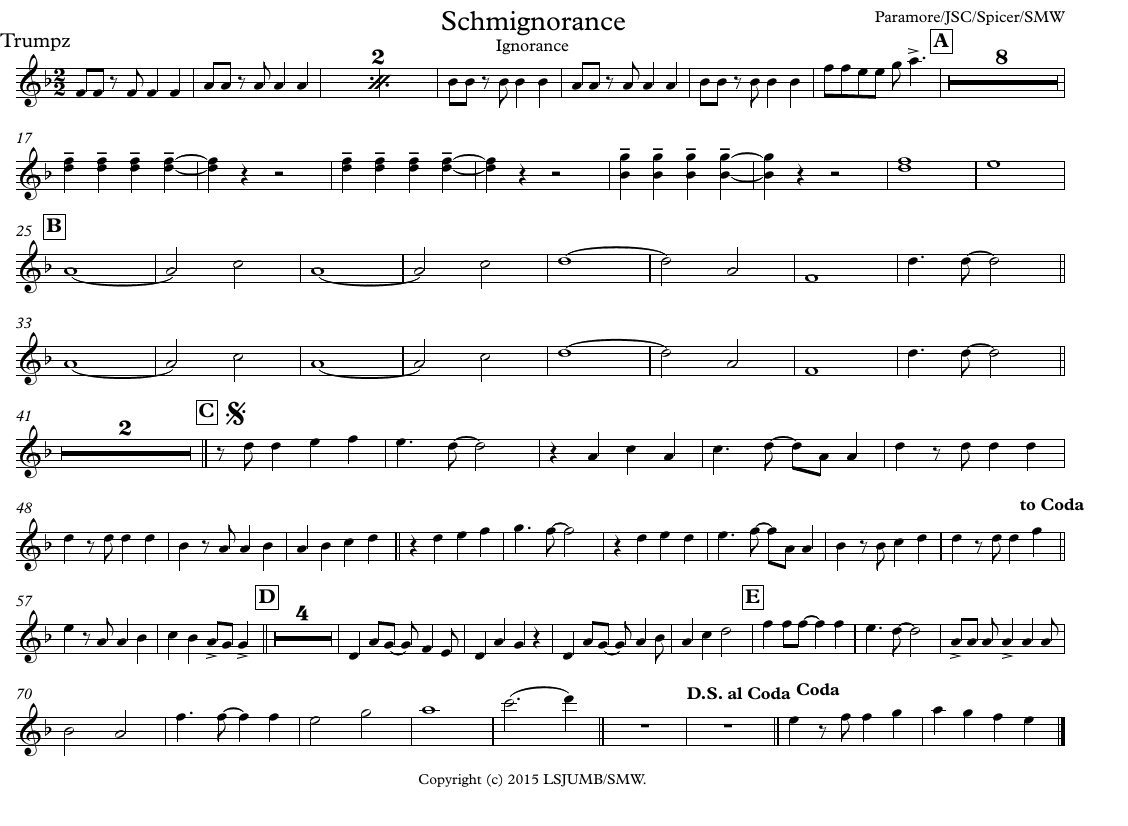 Schmignorance
Paramore/JSC/Spicer/SMW
Trumpz
Ignorance
A
2
8
2
2
17
25
B
33
41
2
C
48
to Coda
57
D
4
E
70
D.S. al Coda
Coda
Copyright (c) 2015 LSJUMB/SMW.